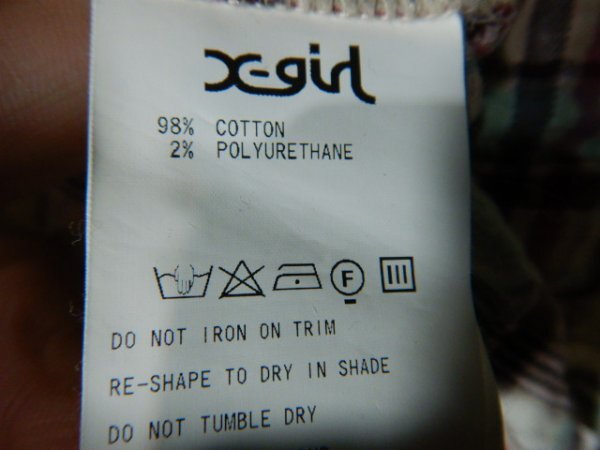 X-girl
98% COTTON
2% POLYURETHANE
F
DO NOT IRON ON TRIM
RE-SHAPE TO DRY IN SHADE
DO NOT TUMBLE DRY